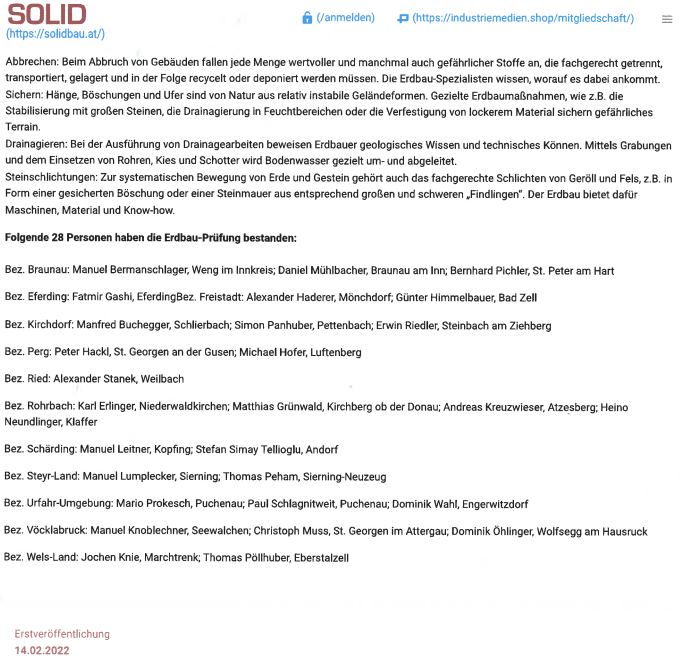 SOLID
(https://solidbau.at/)
(/anmelden)
(https://industriemedien.shop/mitgliedschaft/)
Abbrechen: Beim Abbruch von Gebäuden fallen jede Menge wertvoller und manchmal auch gefährlicher Stoffe an, die fachgerecht getrennt,
transportiert, gelagert und in der Folge recycelt oder deponiert werden müssen. Die Erdbau-Spezialisten wissen, worauf es dabei ankommt.
Sichern: Hänge, Böschungen und Ufer sind von Natur aus relativ instabile Geländeformen. Gezielte Erdbaumaßnahmen, wie z.B. die
Stabilisierung mit großen Steinen, die Drainagierung in Feuchtbereichen oder die Verfestigung von lockerem Material sichern gefährliches
Terrain.
Drainagieren: Bei der Ausführung von Drainagearbeiten beweisen Erdbauer geologisches Wissen und technisches Können. Mittels Grabungen
und dem Einsetzen von Rohren, Kies und Schotter wird Bodenwasser gezielt um- und abgeleitet.
Steinschlichtungen: Zur systematischen Bewegung von Erde und Gestein gehört auch das fachgerechte Schlichten von Geröll und Fels, z.B. in
Form einer gesicherten Böschung oder einer Steinmauer aus entsprechend großen und schweren „Findlingen“. Der Erdbau bietet dafür
Maschinen, Material und Know-how.
Folgende 28 Personen haben die Erdbau-Prüfung bestanden:
Bez. Braunau: Manuel Bermanschlager, Weng im Innkreis; Daniel Mühlbacher, Braunau am Inn; Bernhard Pichler, St. Peter am Hart
Bez. Eferding: Fatmir Gashi, EferdingBez. Freistadt: Alexander Haderer, Mönchdorf; Günter Himmelbauer, Bad Zell
Bez. Kirchdorf: Manfred Buchegger, Schlierbach; Simon Panhuber, Pettenbach; Erwin Riedler, Steinbach am Ziehberg
Bez. Perg: Peter Hackl, St. Georgen an der Gusen; Michael Hofer, Luftenberg
Bez. Ried: Alexander Stanek, Weilbach
Bez. Rohrbach: Karl Erlinger, Niederwaldkirchen; Matthias Grünwald, Kirchberg ob der Donau; Andreas Kreuzwieser, Atzesberg; Heino
Neundlinger, Klaffer
Bez. Schärding: Manuel Leitner, Kopfing; Stefan Simay Tellioglu, Andorf
Bez. Steyr-Land: Manuel Lumplecker, Sierning; Thomas Peham, Sierning-Neuzeug
Bez. Urfahr-Umgebung: Mario Prokesch, Puchenau; Paul Schlagnitweit, Puchenau; Dominik Wahl, Engerwitzdorf
Bez. Vöcklabruck: Manuel Knoblechner, Seewalchen; Christoph Muss, St. Georgen im Attergau; Dominik Öhlinger, Wolfsegg am Hausruck
Bez. Wels-Land: Jochen Knie, Marchtrenk; Thomas Pöllhuber, Eberstalzell
Erstveröffentlichung
14.02.2022